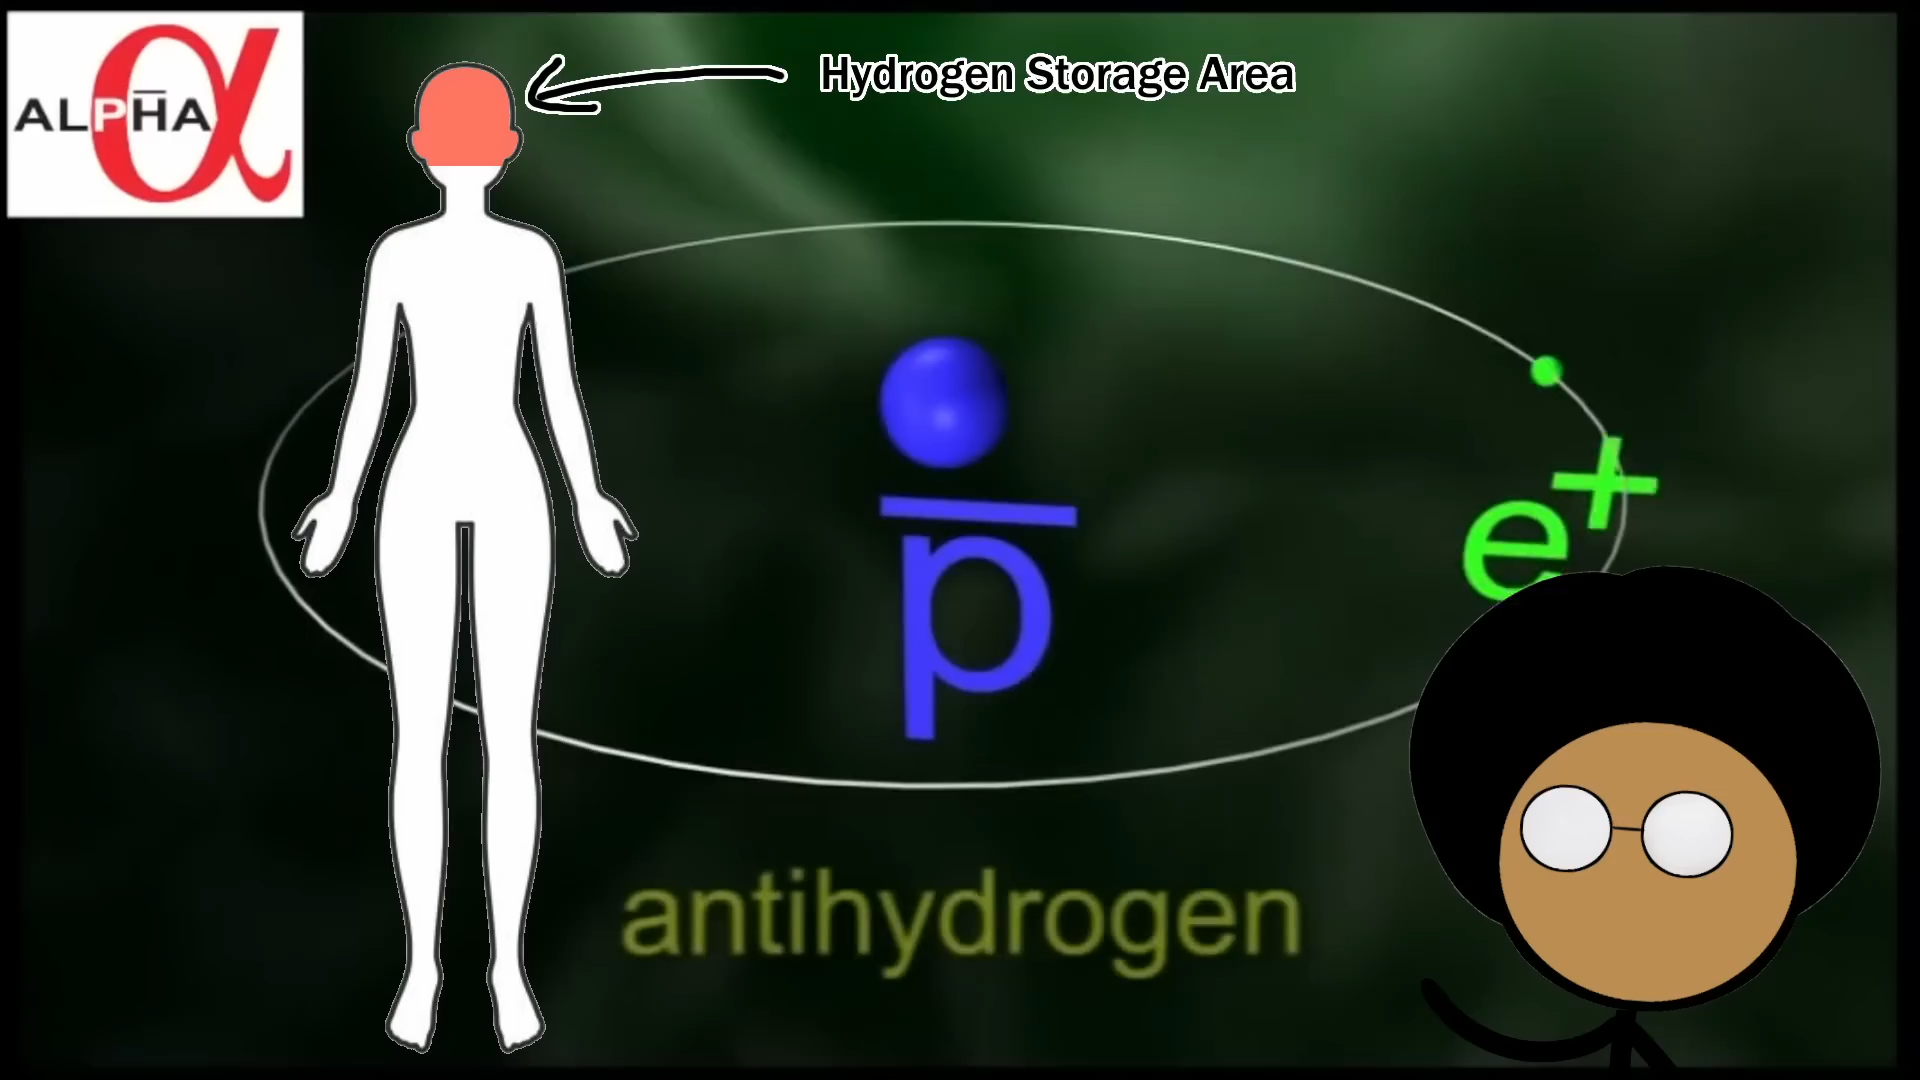 ALPHA
α
Hydrogen Storage Area
p̅
e+
antihydrogen